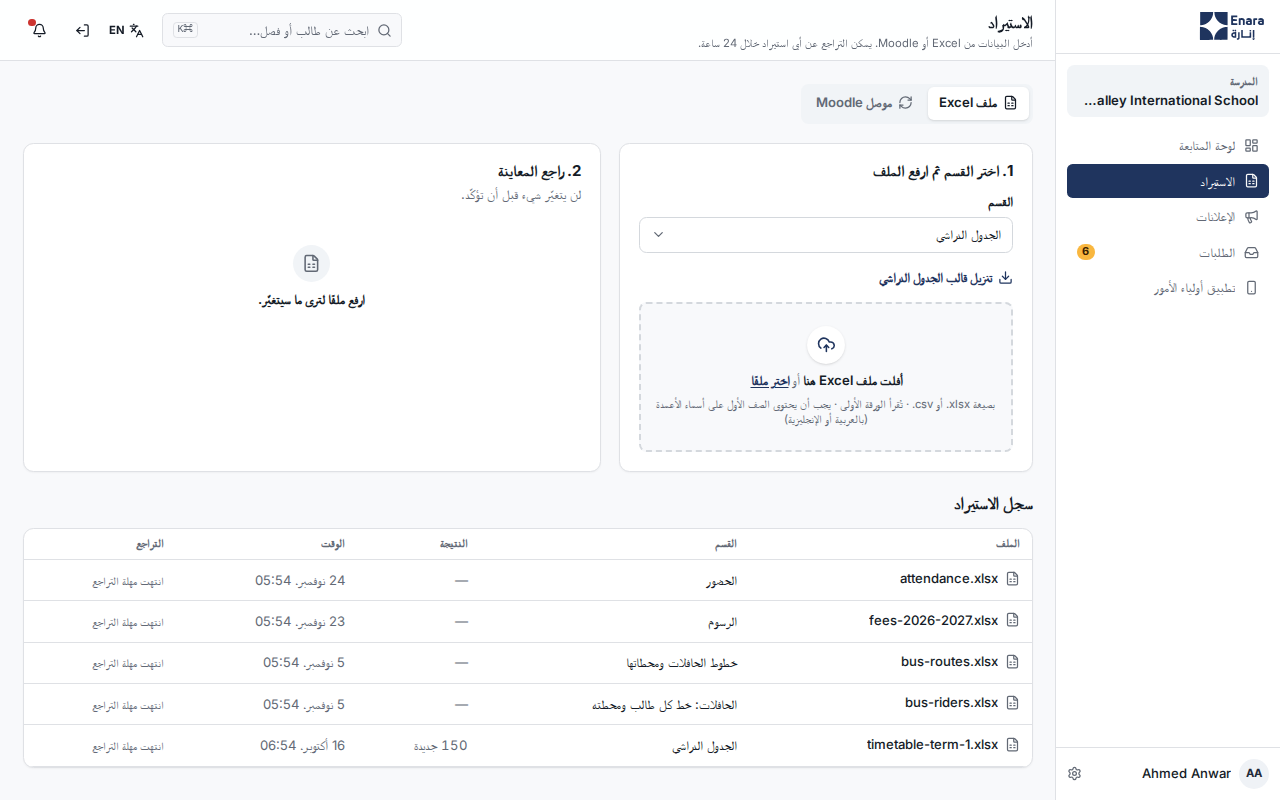 Enara
إنارة
المدرسة
...alley International School
لوحة المتابعة
الاستيراد
الإعلانات
الطلبات
6
تطبيق أولياء الأمور
AA
Ahmed Anwar
الاستيراد
أدخل البيانات من Excel أو Moodle. يمكن التراجع عن أي استيراد خلال 24 ساعة.
ابحث عن طالب أو فصل...
⌘K
EN
ملف Excel
موصل Moodle
1. اختر القسم ثم ارفع الملف
القسم
الجدول الدراسي
تنزيل قالب الجدول الدراسي
أفلت ملف Excel هنا أو اختر ملفًا
بصيغة xlsx. أو csv. · تُقرأ الورقة الأولى · يجب أن يحتوي الصف الأول على أسماء الأعمدة
(بالعربية أو الإنجليزية)
2. راجع المعاينة
لن يتغيّر شيء قبل أن تؤكّد.
ارفع ملفًا لترى ما سيتغيّر.
سجل الاستيراد
الملف القسم النتيجة الوقت التراجع
attendance.xlsx الحضور — 24 نوفمبر، 05:54 انتهت مهلة التراجع
fees-2026-2027.xlsx الرسوم — 23 نوفمبر، 05:54 انتهت مهلة التراجع
bus-routes.xlsx خطوط الحافلات ومحطاتها — 5 نوفمبر، 05:54 انتهت مهلة التراجع
bus-riders.xlsx الحافلات: خط كل طالب ومحطته — 5 نوفمبر، 05:54 انتهت مهلة التراجع
timetable-term-1.xlsx الجدول الدراسي 150 جديدة 16 أكتوبر، 06:54 انتهت مهلة التراجع